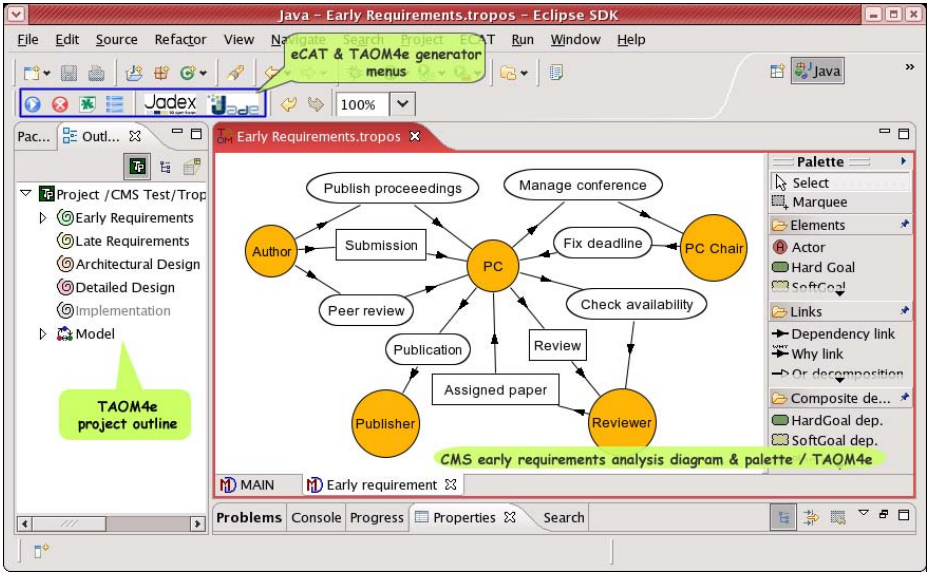 Java – Early Requirements.tropos – Eclipse SDK
File Edit Source Refactor View Navigate Search Project ECAT Run Window Help
eCAT & TAOM4e generator
menus
Java
»
Jadex Jade
100%
Pac... Outl...
Early Requirements.tropos
Project /CMS Test/Trop
Early Requirements
Late Requirements
Architectural Design
Detailed Design
Implementation
Model
TAOM4e
project outline
Publish proceeedings
Manage conference
Author
Submission
Fix deadline
PC Chair
PC
Peer review
Check availability
Publication
Review
Assigned paper
Publisher
Reviewer
CMS early requirements analysis diagram & palette / TAOM4e
Palette
Select
Marquee
Elements
Actor
Hard Goal
SoftGoal
Links
Dependency link
Why link
Or decomposition
Composite de...
HardGoal dep.
SoftGoal dep.
MAIN Early requirement
Problems Console Progress Properties Search